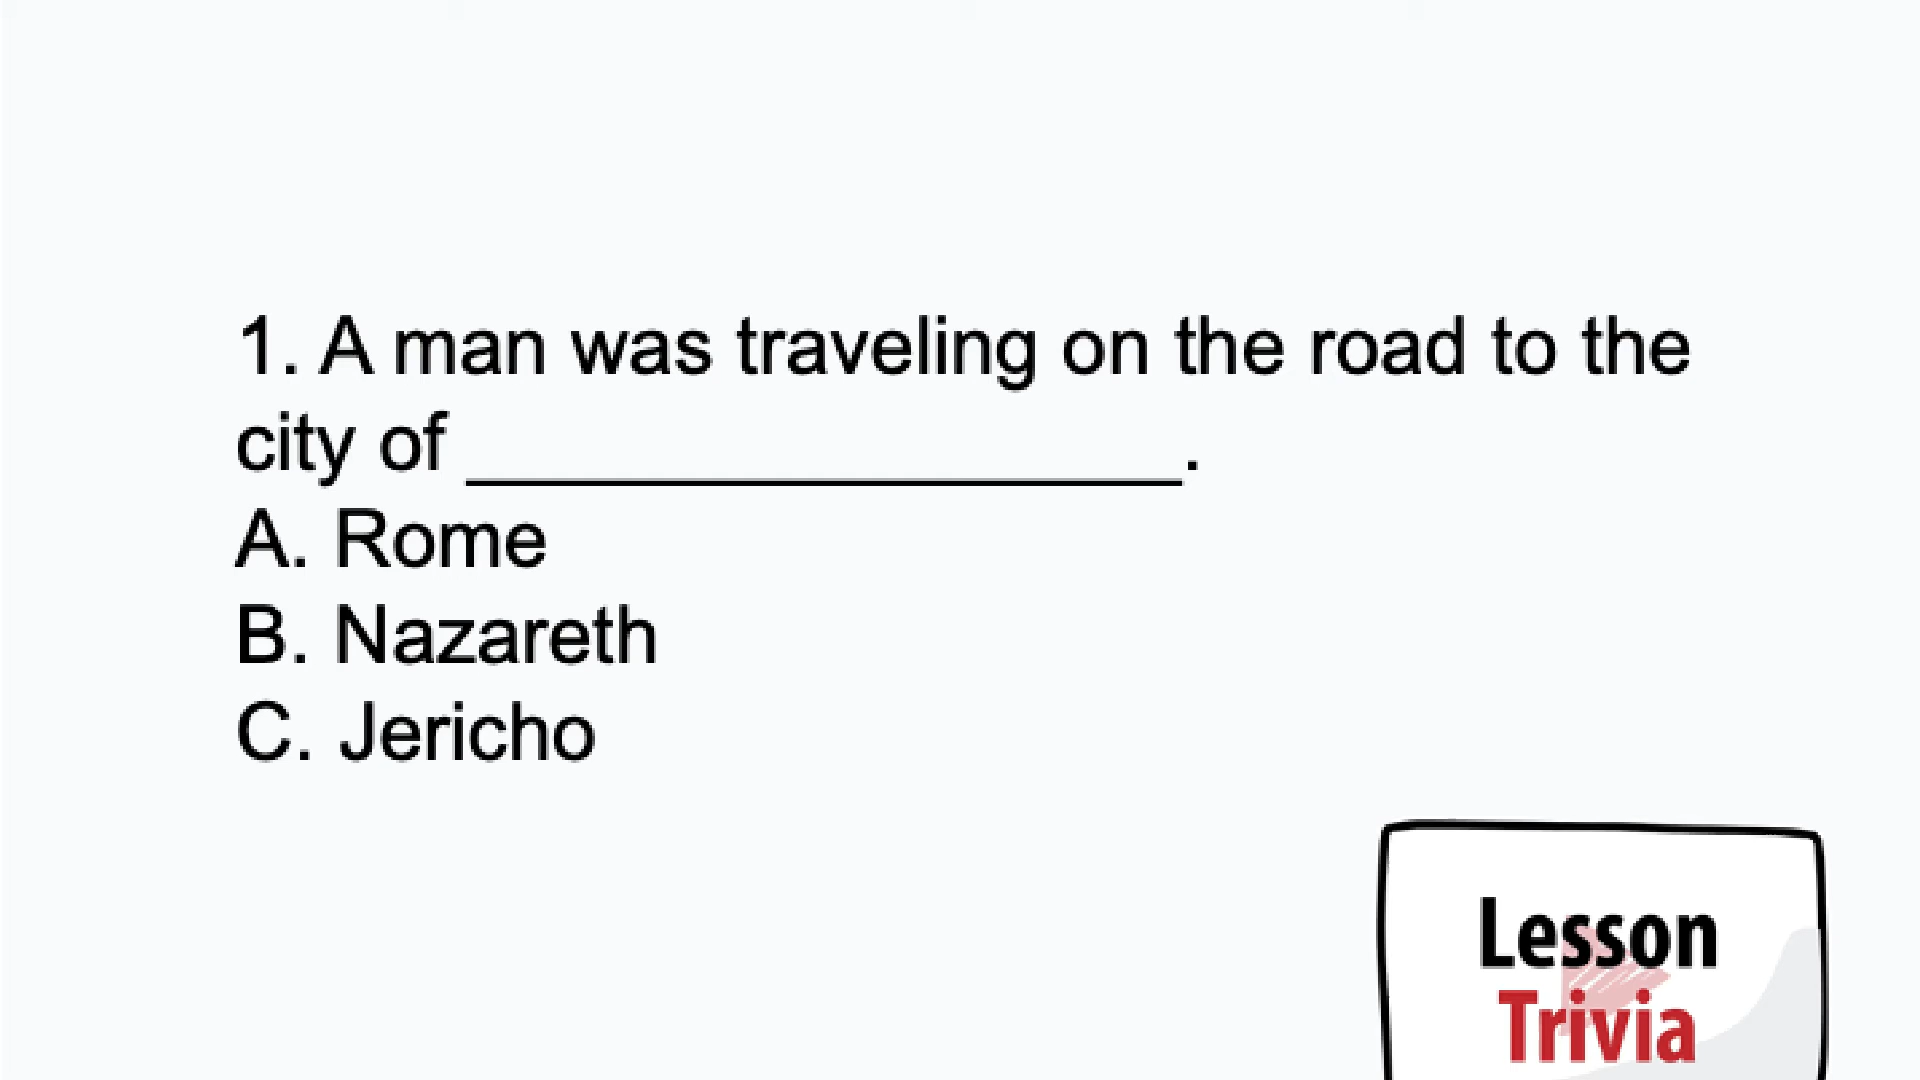 1. A man was traveling on the road to the
city of ___________________.
A. Rome
B. Nazareth
C. Jericho
Lesson
Trivia